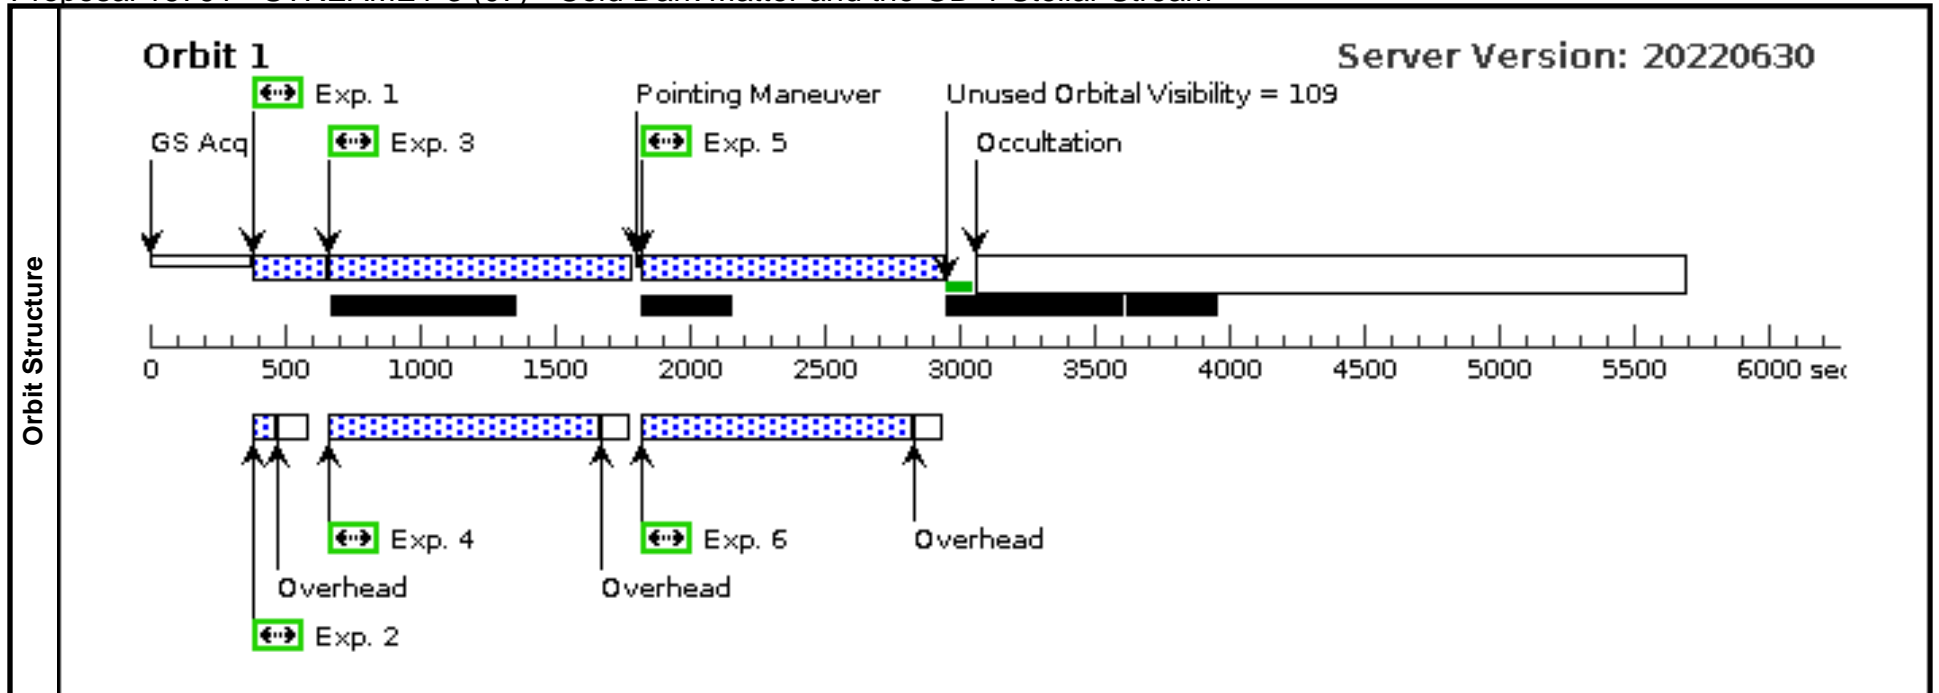 Orbit Structure
Orbit 1
Server Version: 20220630
Exp. 1
Pointing Maneuver
Unused Orbital Visibility = 109
GS Acq
Exp. 3
Exp. 5
Occultation
0 500 1000 1500 2000 2500 3000 3500 4000 4500 5000 5500 6000 sec
Exp. 4
Exp. 6
Overhead
Overhead
Overhead
Exp. 2